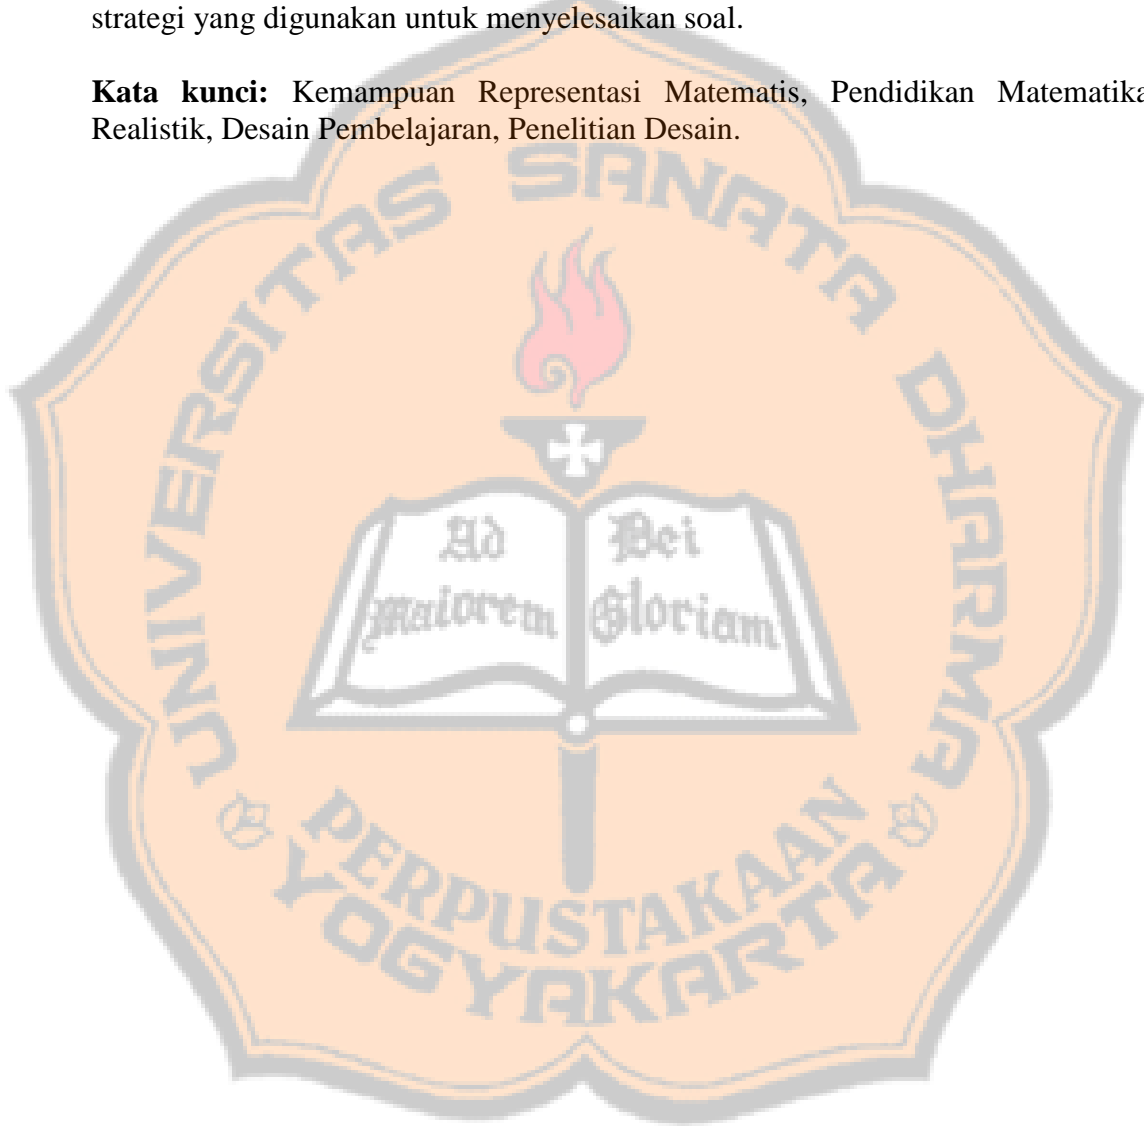 strategi yang digunakan untuk menyelesaikan soal.
Kata kunci: Kemampuan Representasi Matematis, Pendidikan Matematika
Realistik, Desain Pembelajaran, Penelitian Desain.
UNIVERSITAS SANATA DHARMA
Ad Dei
Maiorem Gloriam
PERPUSTAKAAN
YOGYAKARTA